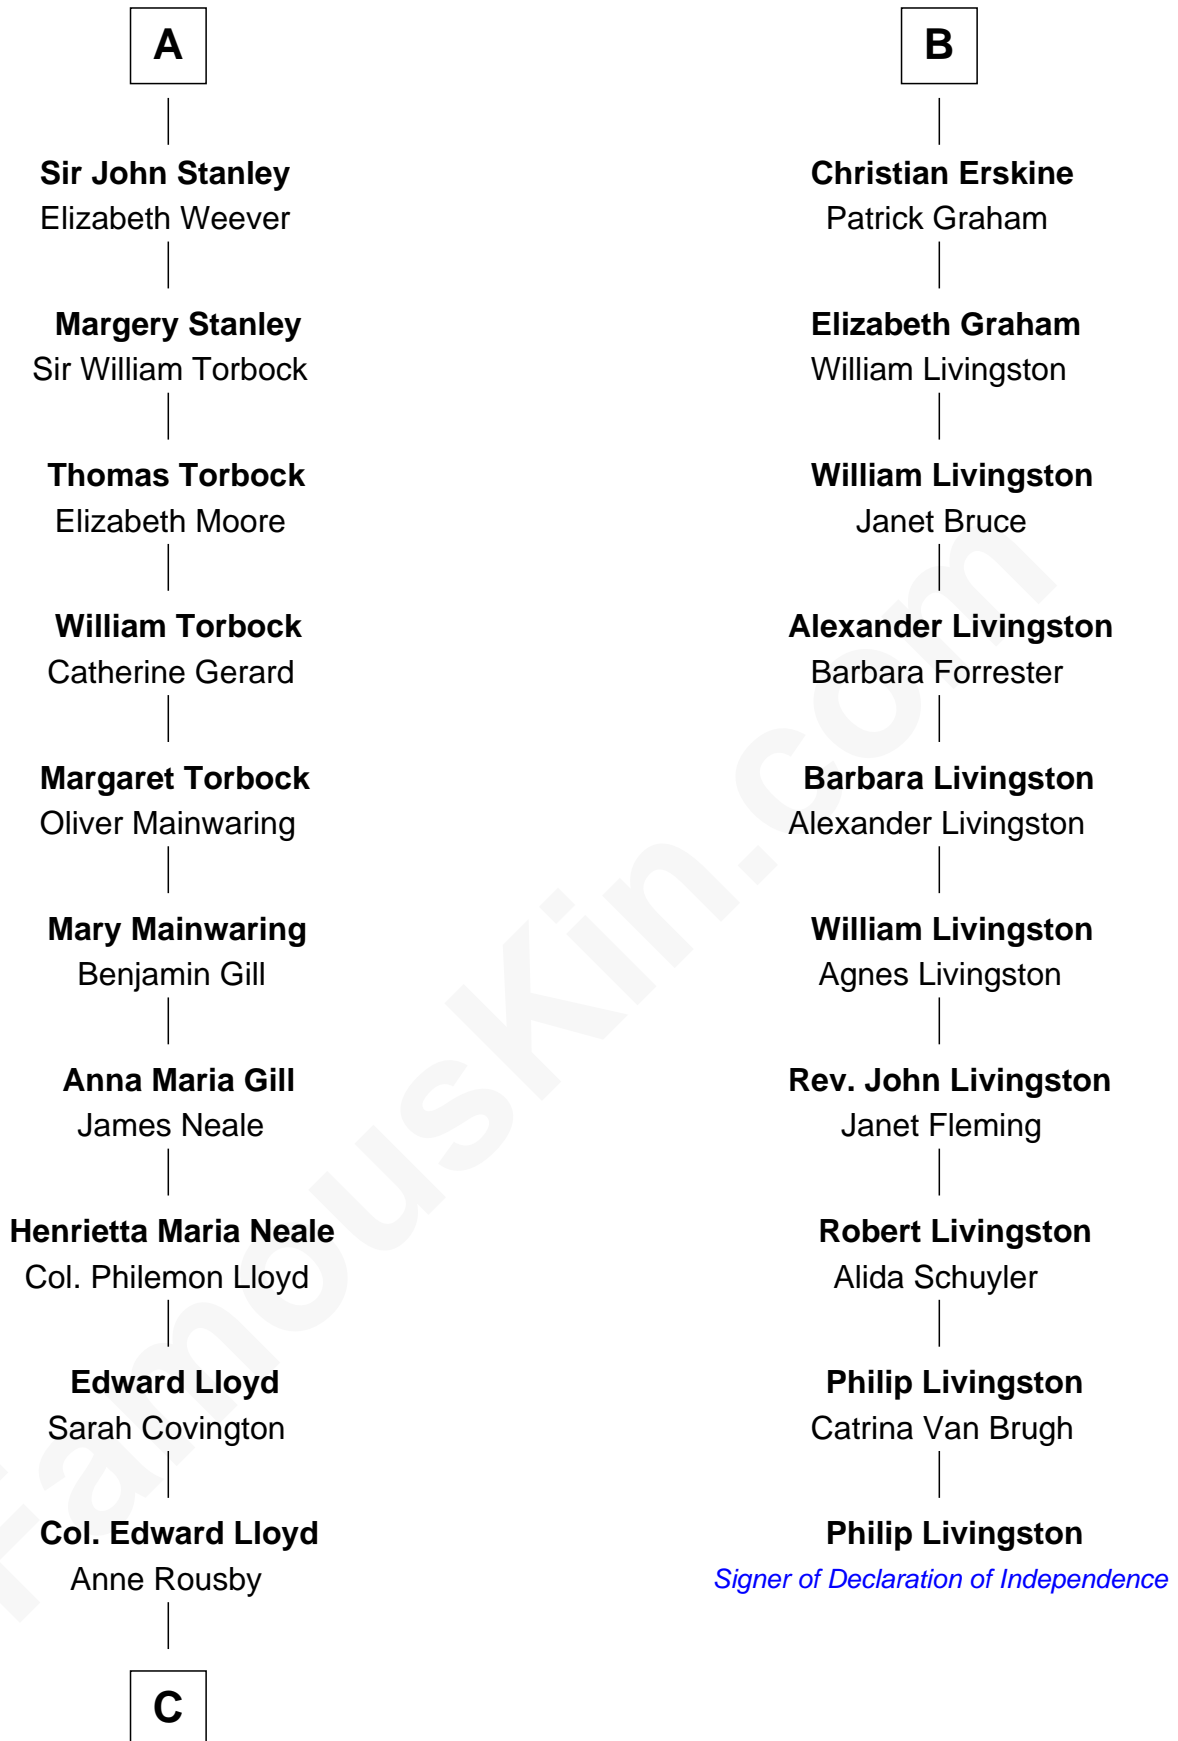 A
Sir John Stanley
Elizabeth Weever
Margery Stanley
Sir William Torbock
Thomas Torbock
Elizabeth Moore
William Torbock
Catherine Gerard
Margaret Torbock
Oliver Mainwaring
Mary Mainwaring
Benjamin Gill
Anna Maria Gill
James Neale
Henrietta Maria Neale
Col. Philemon Lloyd
Edward Lloyd
Sarah Covington
Col. Edward Lloyd
Anne Rousby
C
B
Christian Erskine
Patrick Graham
Elizabeth Graham
William Livingston
William Livingston
Janet Bruce
Alexander Livingston
Barbara Forrester
Barbara Livingston
Alexander Livingston
William Livingston
Agnes Livingston
Rev. John Livingston
Janet Fleming
Robert Livingston
Alida Schuyler
Philip Livingston
Catrina Van Brugh
Philip Livingston
Signer of Declaration of Independence
FamousKin.com